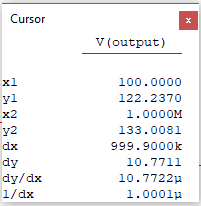 Cursor
x
V(output)
x1 100.0000
y1 122.2370
x2 1.0000M
y2 133.0081
dx 999.9000k
dy 10.7711
dy/dx 10.7722µ
1/dx 1.0001µ